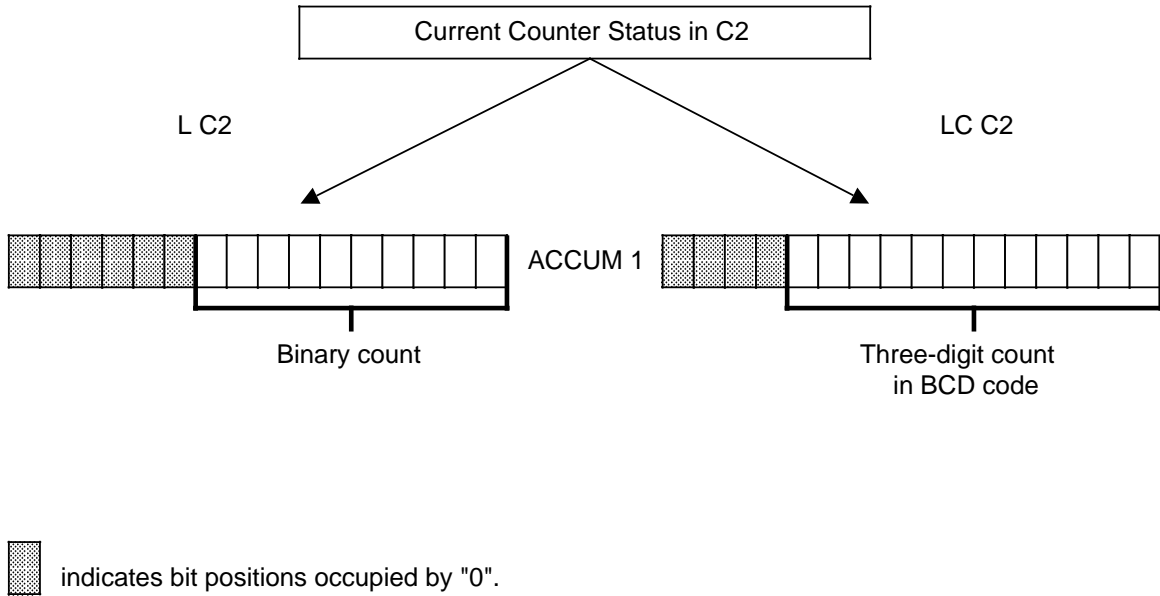 Current Counter Status in C2
L C2
LC C2
ACCUM 1
Binary count
Three-digit count
in BCD code
indicates bit positions occupied by "0".